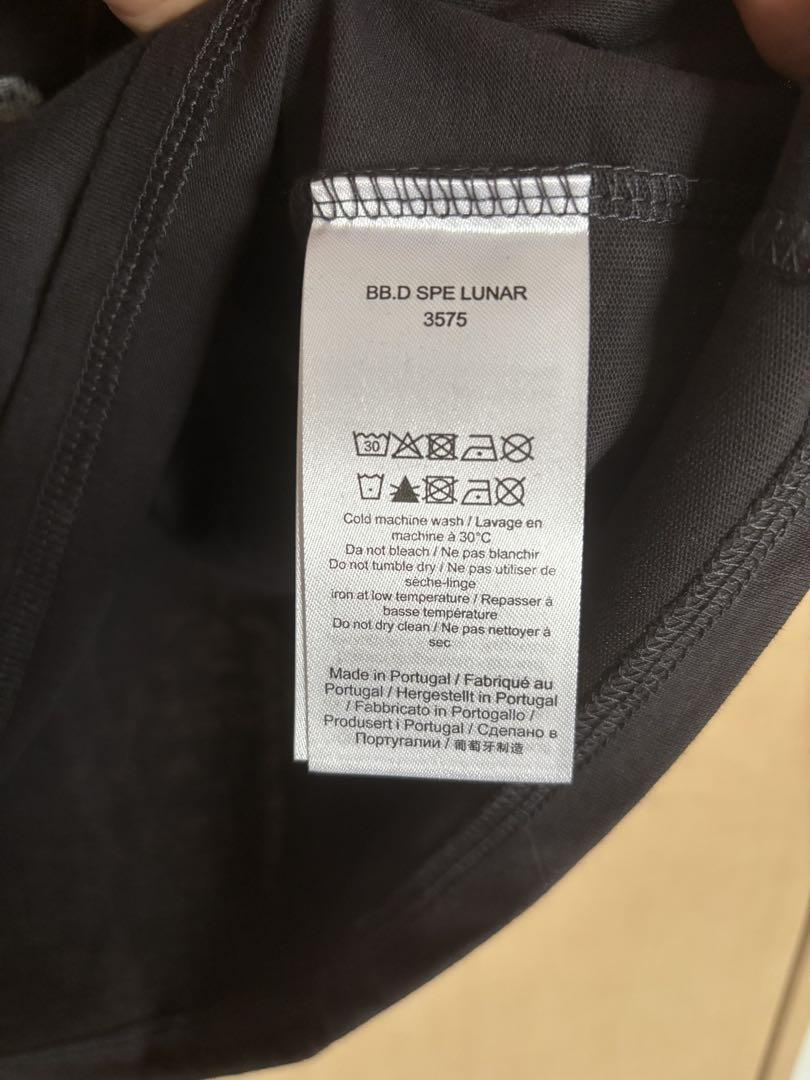 BB.D SPE LUNAR
3575
30
Cold machine wash / Lavage en
machine à 30°C
Da not bleach / Ne pas blanchir
Do not tumble dry / Ne pas utiliser de
sèche-linge
iron at low temperature / Repasser à
basse température
Do not dry clean / Ne pas nettoyer à
sec
Made in Portugal / Fabriqué au
Portugal / Hergestellt in Portugal
/ Fabbricato in Portogallo /
Produsert i Portugal / Сделано в
Португалии / 葡萄牙制造